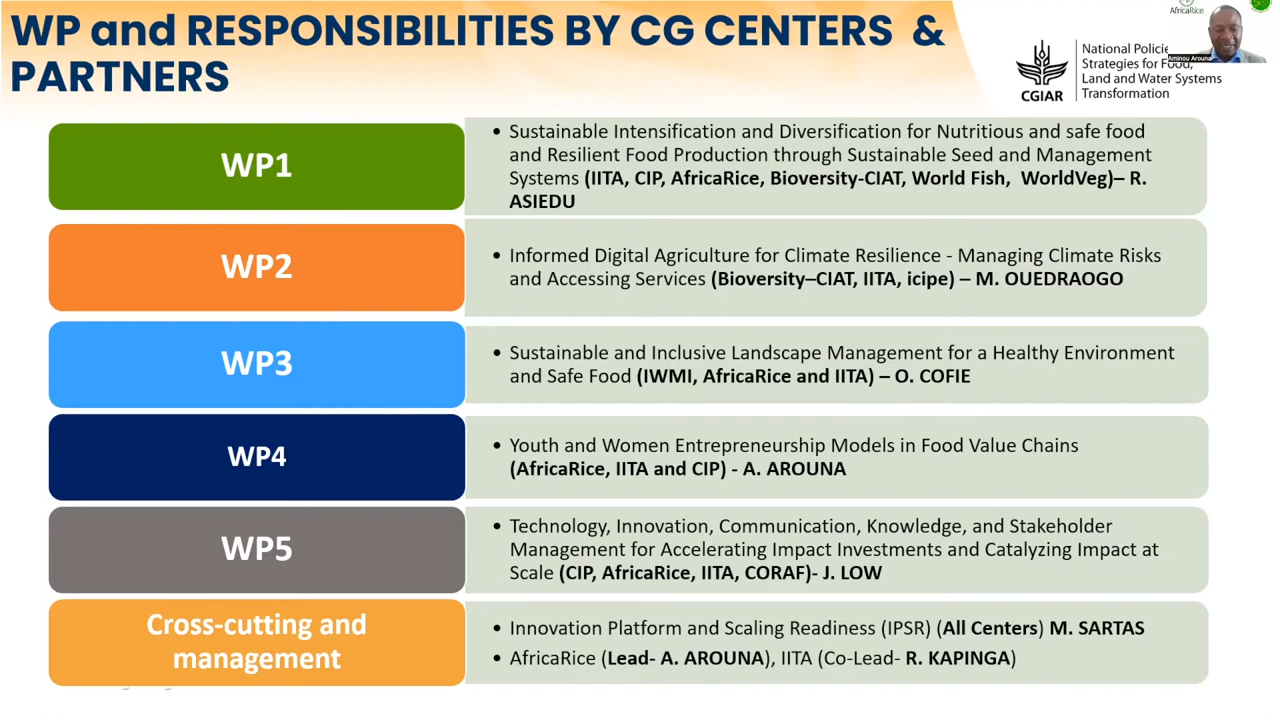 WP and RESPONSIBILITIES BY CG CENTERS &
PARTNERS
AfricaRice
Aminou Arouna
CGIAR
National Policie
Strategies for Food,
Land and Water Systems
Transformation
WP1
• Sustainable Intensification and Diversification for Nutritious and safe food
and Resilient Food Production through Sustainable Seed and Management
Systems (IITA, CIP, AfricaRice, Bioversity-CIAT, World Fish, WorldVeg)– R.
ASIEDU
WP2
• Informed Digital Agriculture for Climate Resilience - Managing Climate Risks
and Accessing Services (Bioversity–CIAT, IITA, icipe) – M. OUEDRAOGO
WP3
• Sustainable and Inclusive Landscape Management for a Healthy Environment
and Safe Food (IWMI, AfricaRice and IITA) – O. COFIE
WP4
• Youth and Women Entrepreneurship Models in Food Value Chains
(AfricaRice, IITA and CIP) - A. AROUNA
WP5
• Technology, Innovation, Communication, Knowledge, and Stakeholder
Management for Accelerating Impact Investments and Catalyzing Impact at
Scale (CIP, AfricaRice, IITA, CORAF)- J. LOW
Cross-cutting and
management
• Innovation Platform and Scaling Readiness (IPSR) (All Centers) M. SARTAS
• AfricaRice (Lead- A. AROUNA), IITA (Co-Lead- R. KAPINGA)